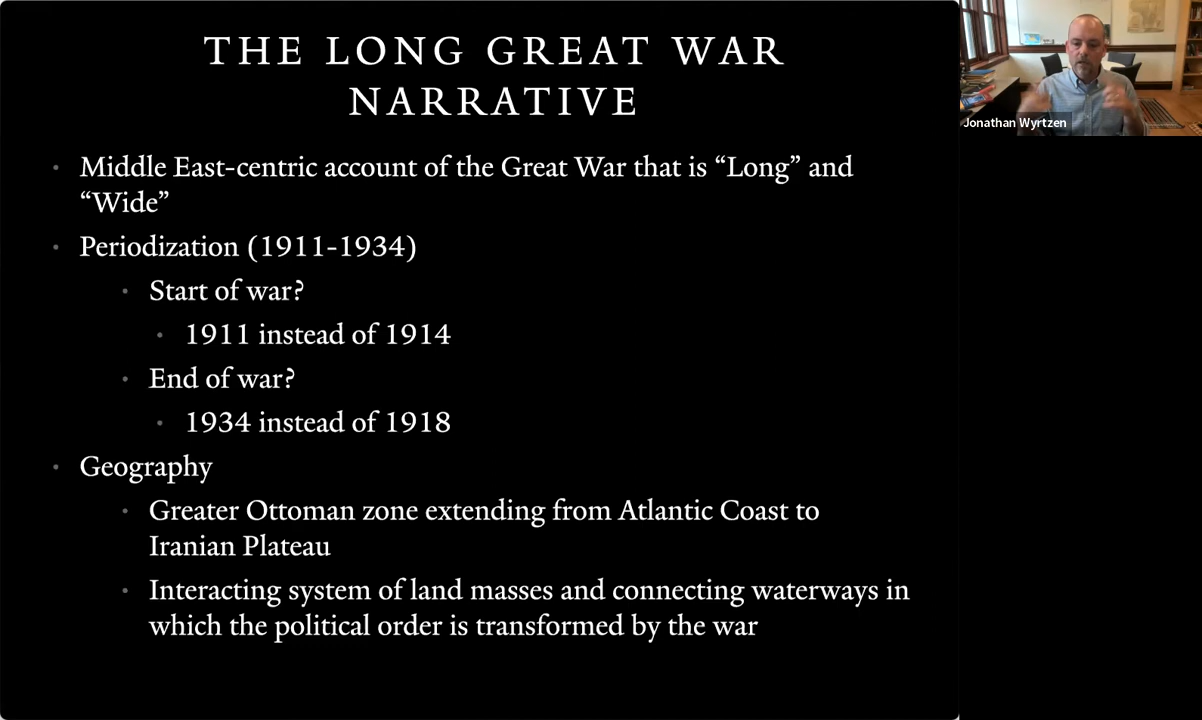 THE LONG GREAT WAR
NARRATIVE
• Middle East-centric account of the Great War that is “Long” and
“Wide”
• Periodization (1911-1934)
• Start of war?
• 1911 instead of 1914
• End of war?
• 1934 instead of 1918
• Geography
• Greater Ottoman zone extending from Atlantic Coast to
Iranian Plateau
• Interacting system of land masses and connecting waterways in
which the political order is transformed by the war
Jonathan Wyrtzen